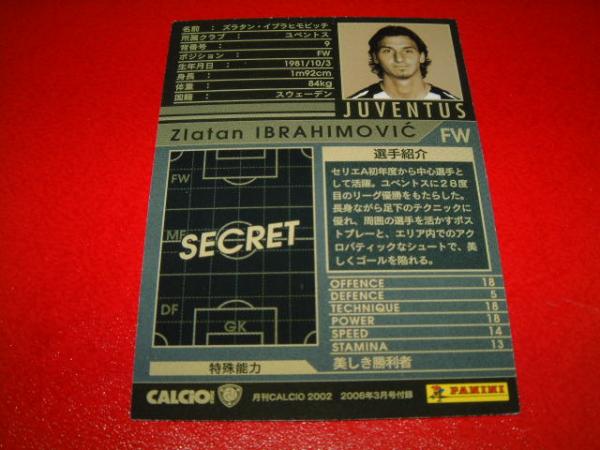 名前 : ズラタン・イブラヒモビッチ
所属クラブ : ユベントス
背番号 : 9
ポジション : FW
生年月日 : 1981/10/3
身長 : 1m92cm
体重 : 84kg
国籍 : スウェーデン
JUVENTUS
Zlatan IBRAHIMOVIĆ FW
FW
MF
DF
GK
SECRET
選手紹介
セリエA初年度から中心選手と
して活躍。ユベントスに28度
目のリーグ優勝をもたらした。
長身ながら足下のテクニックに
優れ、周囲の選手を活かすポス
トプレーと、エリア内でのアク
ロバティックなシュートで、美
しくゴールを陥れる。
OFFENCE 18
DEFENCE 5
TECHNIQUE 18
POWER 18
SPEED 14
STAMINA 13
特殊能力 美しき勝利者
CALCIO! 月刊CALCIO 2002 2006年3月号付録 PANINI